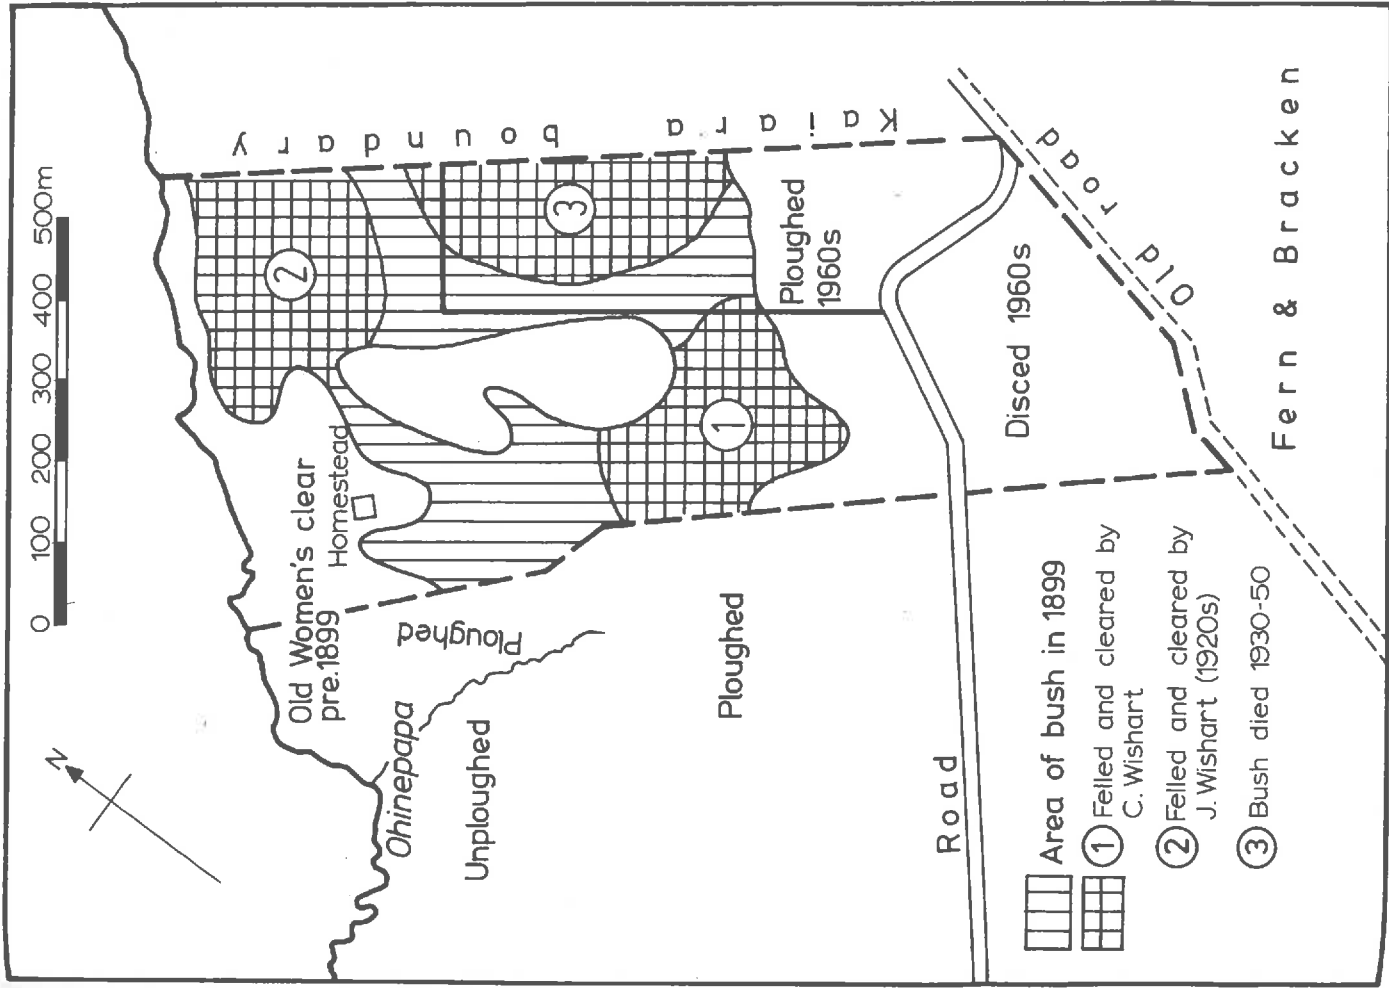 0 100 200 300 400 500m
N
Old Women's clear
pre.1899
Homestead
Ohinepapa
Unploughed
Ploughed
Ploughed
Kaiara boundary
2
3
1
Ploughed
1960s
Disced 1960s
Road
Old road
Fern & Bracken
Area of bush in 1899
1 Felled and cleared by
C. Wishart
2 Felled and cleared by
J. Wishart (1920s)
3 Bush died 1930-50